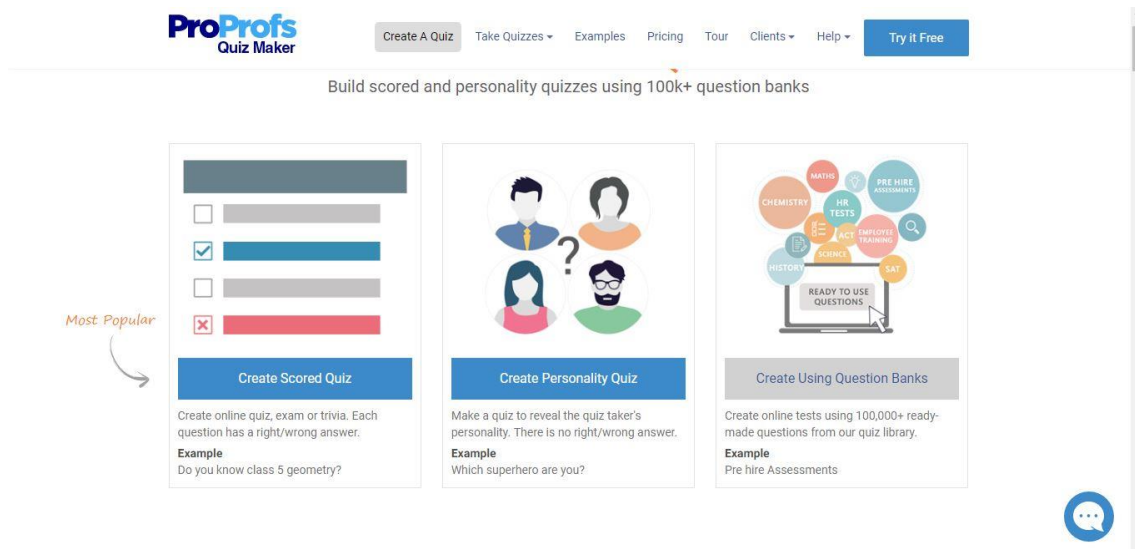 ProProfs
Quiz Maker
Create A Quiz
Take Quizzes
Examples
Pricing
Tour
Clients
Help
Try it Free
Build scored and personality quizzes using 100k+ question banks
Most Popular
Create Scored Quiz
Create online quiz, exam or trivia. Each
question has a right/wrong answer.
Example
Do you know class 5 geometry?
?
Create Personality Quiz
Make a quiz to reveal the quiz taker's
personality. There is no right/wrong answer.
Example
Which superhero are you?
MATHS
PRE HIRE
ASSESSMENTS
CHEMISTRY
HR
TESTS
ACT
EMPLOYEE
TRAINING
SCIENCE
HISTORY
SAT
READY TO USE
QUESTIONS
Create Using Question Banks
Create online tests using 100,000+ ready-
made questions from our quiz library.
Example
Pre hire Assessments